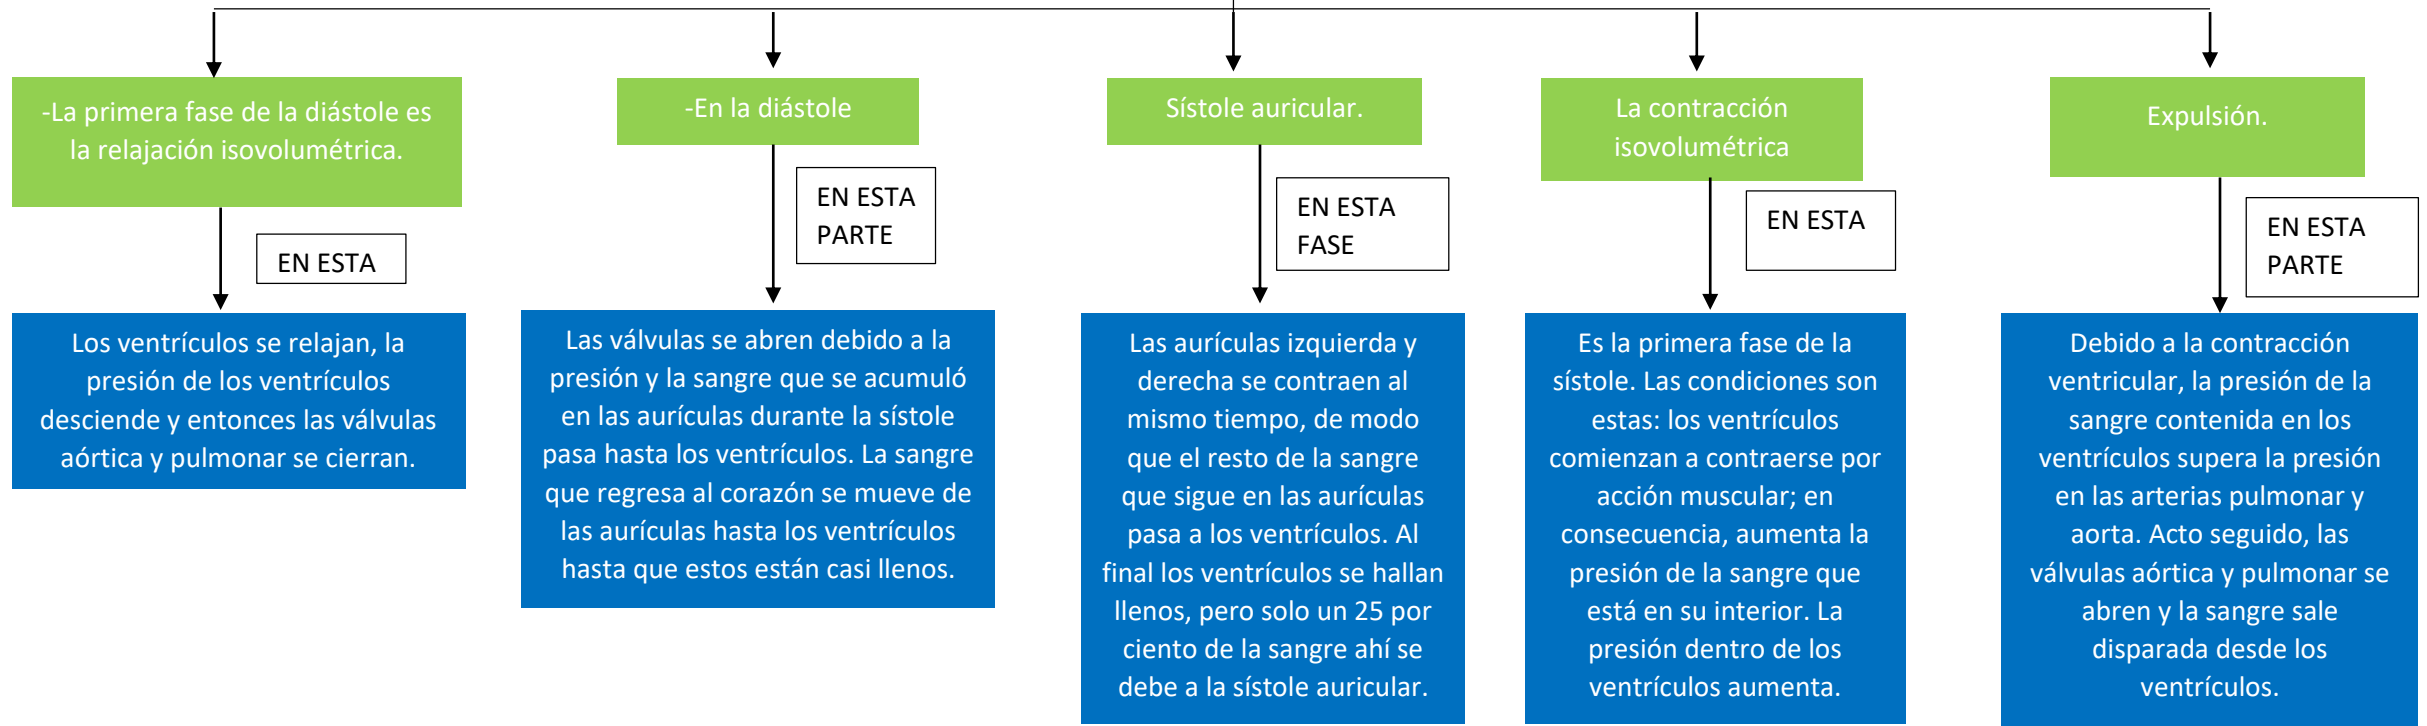 -La primera fase de la diástole es
la relajación isovolumétrica.
EN ESTA
Los ventrículos se relajan, la
presión de los ventrículos
desciende y entonces las válvulas
aórtica y pulmonar se cierran.
-En la diástole
EN ESTA
PARTE
Las válvulas se abren debido a la
presión y la sangre que se acumuló
en las aurículas durante la sístole
pasa hasta los ventrículos. La sangre
que regresa al corazón se mueve de
las aurículas hasta los ventrículos
hasta que estos están casi llenos.
Sístole auricular.
EN ESTA
FASE
Las aurículas izquierda y
derecha se contraen al
mismo tiempo, de modo
que el resto de la sangre
que sigue en las aurículas
pasa a los ventrículos. Al
final los ventrículos se hallan
llenos, pero solo un 25 por
ciento de la sangre ahí se
debe a la sístole auricular.
La contracción
isovolumétrica
EN ESTA
Es la primera fase de la
sístole. Las condiciones son
estas: los ventrículos
comienzan a contraerse por
acción muscular; en
consecuencia, aumenta la
presión de la sangre que
está en su interior. La
presión dentro de los
ventrículos aumenta.
Expulsión.
EN ESTA
PARTE
Debido a la contracción
ventricular, la presión de la
sangre contenida en los
ventrículos supera la presión
en las arterias pulmonar y
aorta. Acto seguido, las
válvulas aórtica y pulmonar se
abren y la sangre sale
disparada desde los
ventrículos.